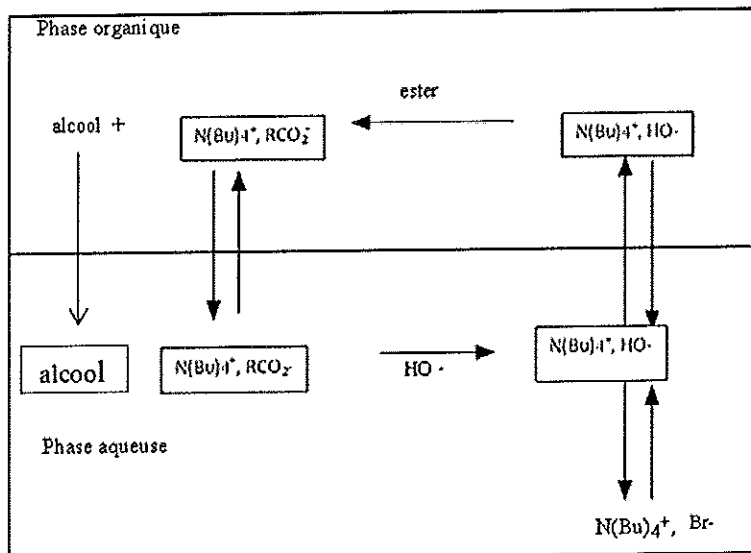 Phase organique
ester
alcool +
N(Bu)4⁺, RCO₂⁻
N(Bu)4⁺, HO-
alcool
N(Bu)4⁺, RCO₂-
HO -
N(Bu)4⁺, HO-
Phase aqueuse
N(Bu)4⁺, Br-